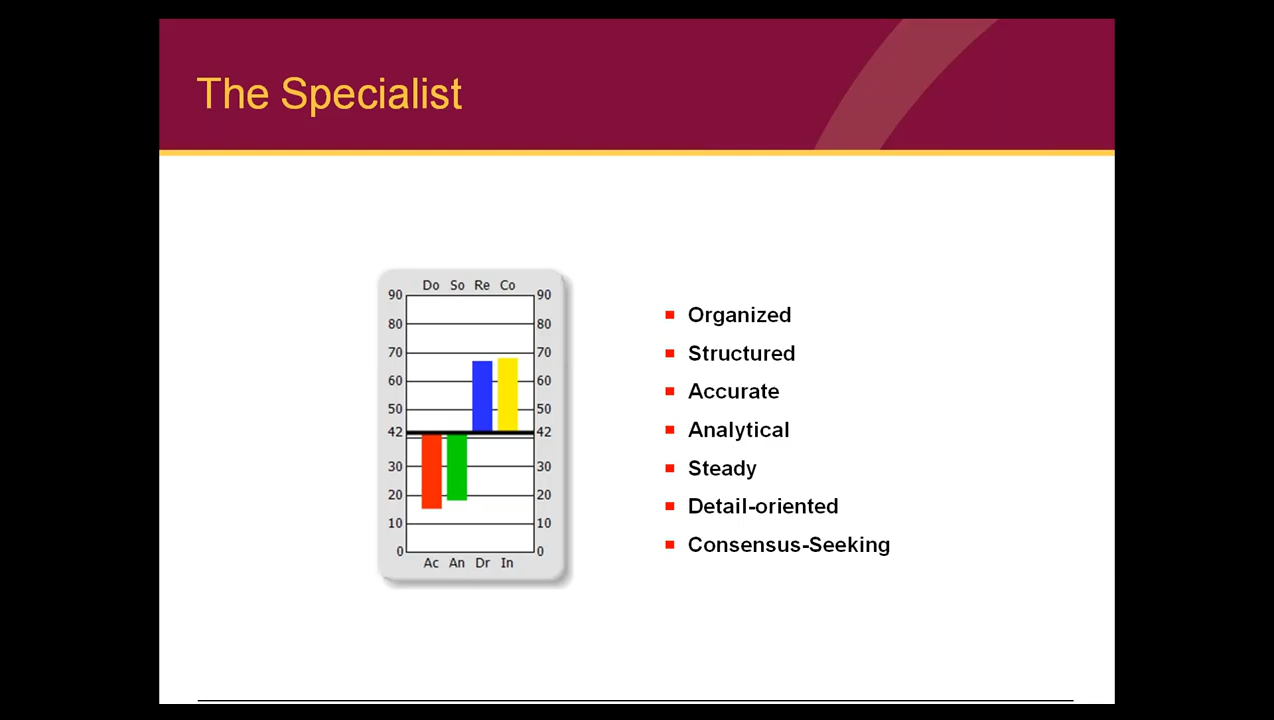 The Specialist
Do So Re Co
90 90
80 80
70 70
60 60
50 50
42 42
30 30
20 20
10 10
0 0
Ac An Dr In
Organized
Structured
Accurate
Analytical
Steady
Detail-oriented
Consensus-Seeking